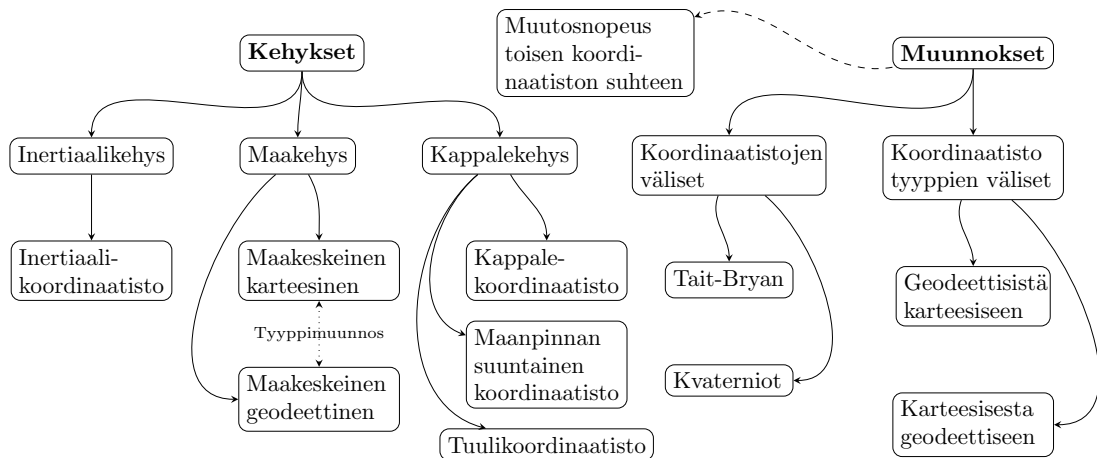 Kehykset
Inertiaalikehys
Maakehys
Kappalekehys
Inertiaali-
koordinaatisto
Maakeskeinen
karteesinen
Tyyppimuunnos
Maakeskeinen
geodeettinen
Kappale-
koordinaatisto
Maanpinnan
suuntainen
koordinaatisto
Tuulikoordinaatisto
Muutosnopeus
toisen koordi-
naatiston suhteen
Muunnokset
Koordinaatistojen
väliset
Koordinaatisto
tyyppien väliset
Tait-Bryan
Kvaterniot
Geodeettisistä
karteesiseen
Karteesisesta
geodeettiseen